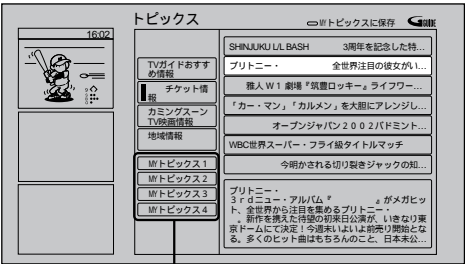 トピックス
MYトピックスに保存
GUIDE
16:02
TVガイドおすす
め情報
チケット情
報
カミングスーン
TV映画情報
地域情報
MYトピックス1
MYトピックス2
MYトピックス3
MYトピックス4
SHINJUKU L/L BASH 3周年を記念した特...
ブリトニー・ 全世界注目の彼女がい...
雅人W1劇場『筑豊ロッキー』ライフワー...
「カー・マン」「カルメン」を大胆にアレンジし...
オープンジャパン2002バドミント...
WBC世界スーパー・フライ級タイトルマッチ
今明かされる切り裂きジャックの知...
ブリトニー・
3rdニュー・アルバム『 』がメガヒッ
ト、全世界から注目を集めるブリトニー・
。新作を携えた待望の初来日公演が、いきなり東
京ドームにて決定!今週末いよいよ前売り開始とな
る。多くのヒット曲はもちろんのこと、日本未公...